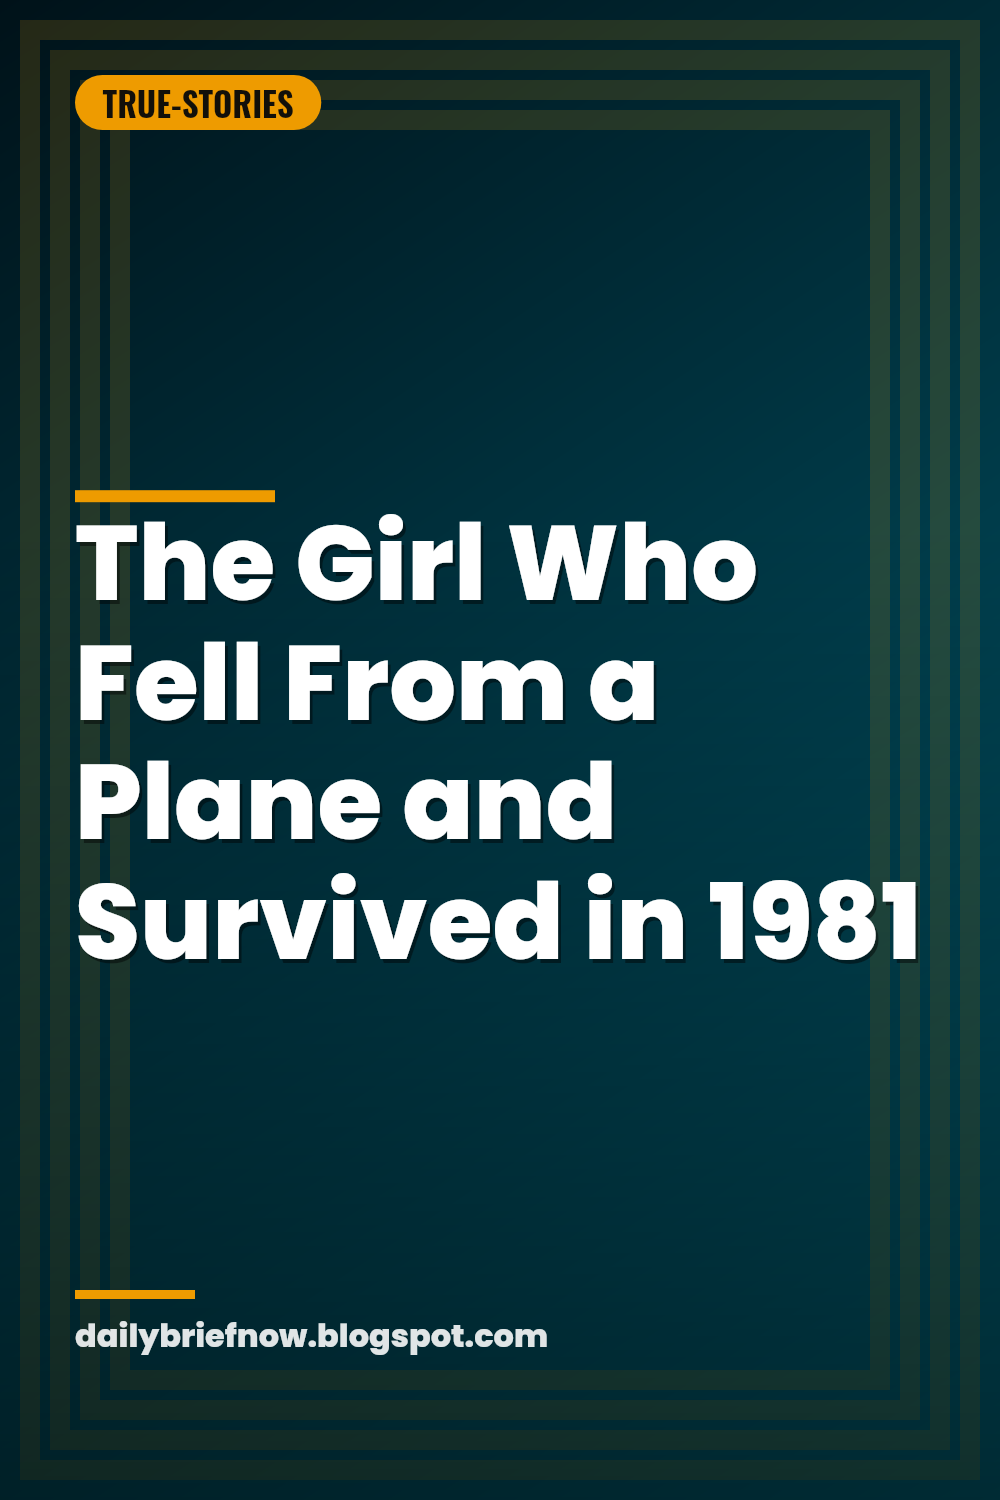 TRUE-STORIES
The Girl Who
Fell From a
Plane and
Survived in 1981
dailybriefnow.blogspot.com